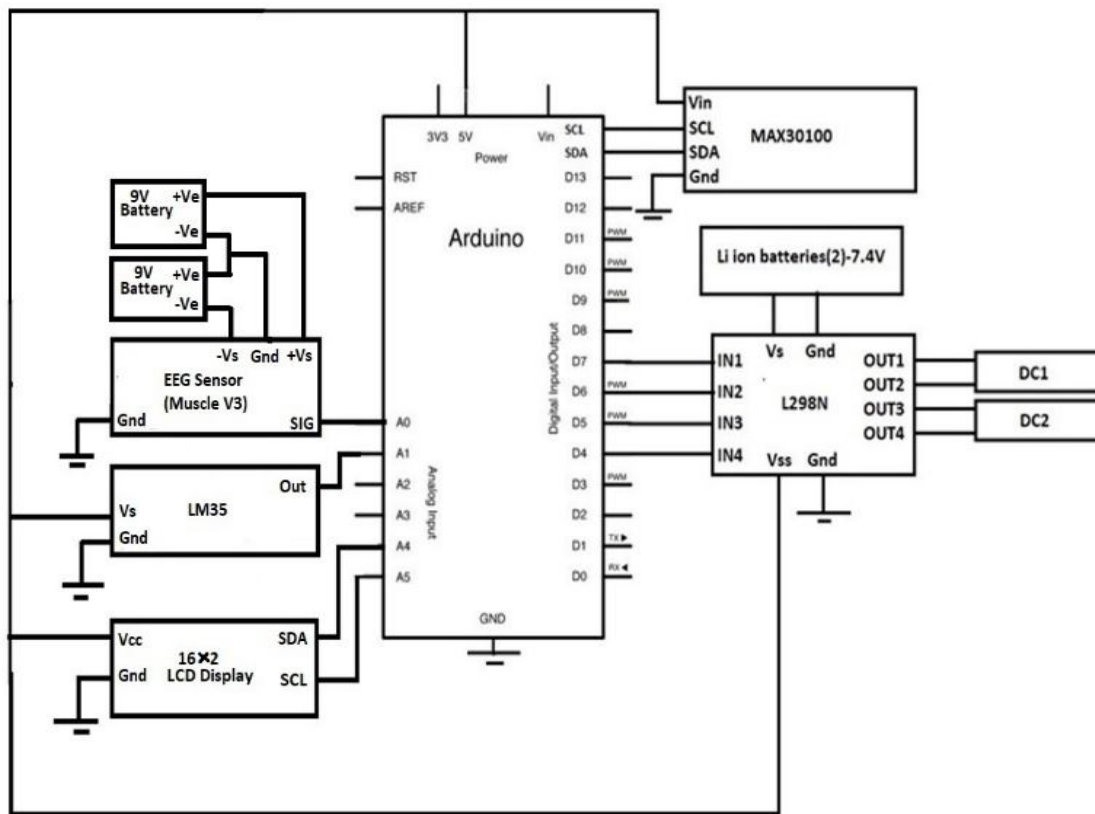 3V3
5V
Vin
Power
SCL
SDA
RST
AREF
Arduino
D13
D12
PWM
D11
PWM
D10
PWM
D9
D8
D7
PWM
D6
PWM
D5
D4
PWM
D3
D2
TX
D1
RX
D0
Digital Input/Output
A0
A1
A2
A3
A4
A5
Analog Input
GND
Vin
SCL
SDA
Gnd
MAX30100
9V
Battery
+Ve
-Ve
9V
Battery
+Ve
-Ve
-Vs Gnd +Vs
EEG Sensor
(Muscle V3)
Gnd
SIG
Out
LM35
Vs
Gnd
Vcc
SDA
16×2
LCD Display
Gnd
SCL
Li ion batteries(2)-7.4V
Vs
Gnd
IN1
IN2
IN3
IN4
L298N
OUT1
OUT2
OUT3
OUT4
Vss
Gnd
DC1
DC2